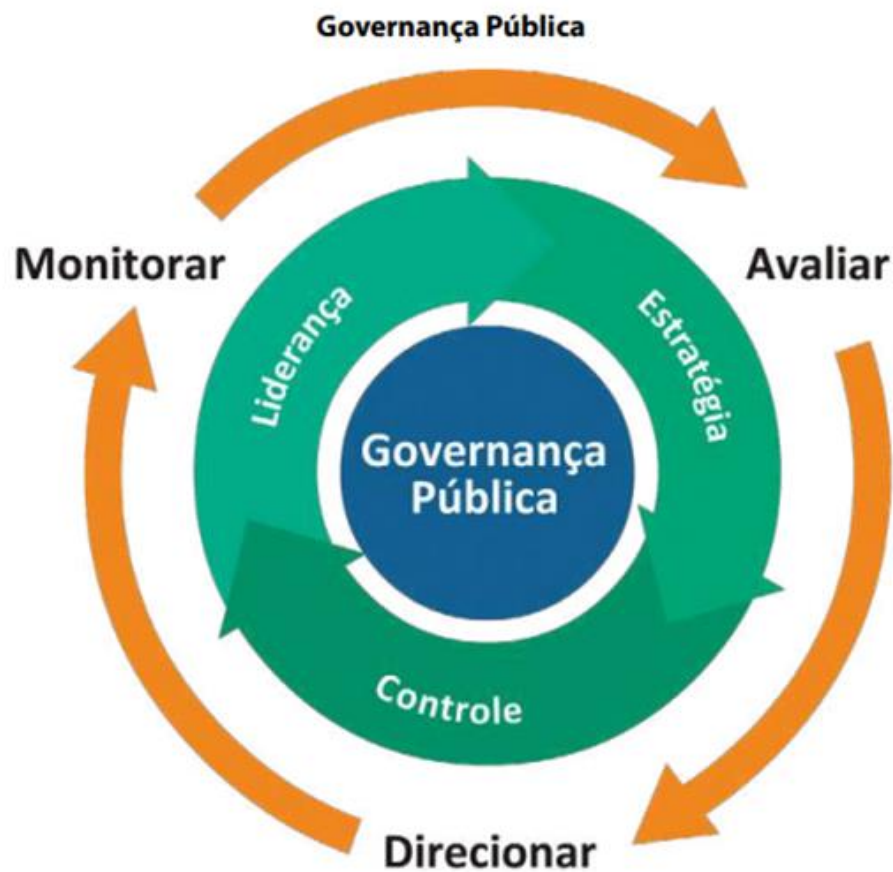 Governança Pública
Monitorar
Avaliar
Liderança
Estratégia
Governança
Pública
Controle
Direcionar